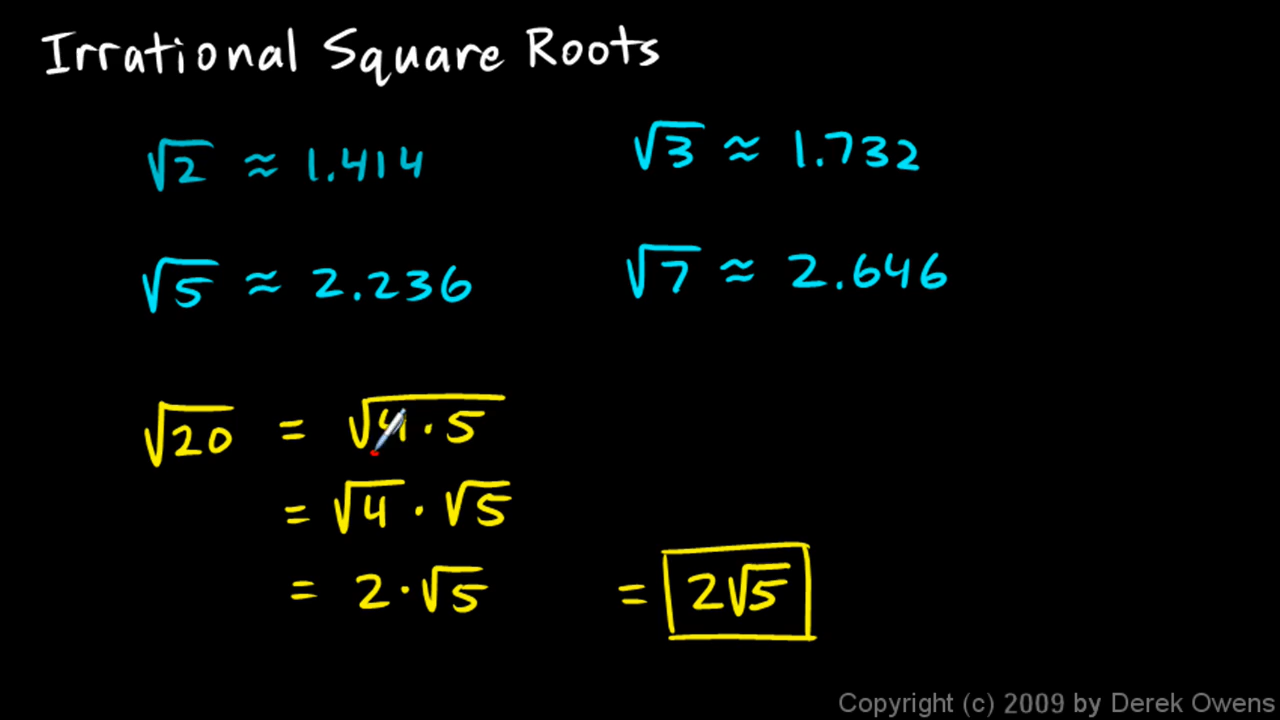 Irrational Square Roots
√2 ≈ 1.414
√3 ≈ 1.732
√5 ≈ 2.236
√7 ≈ 2.646
√20 = √4·5
= √4 · √5
= 2·√5 = 2√5
Copyright (c) 2009 by Derek Owens